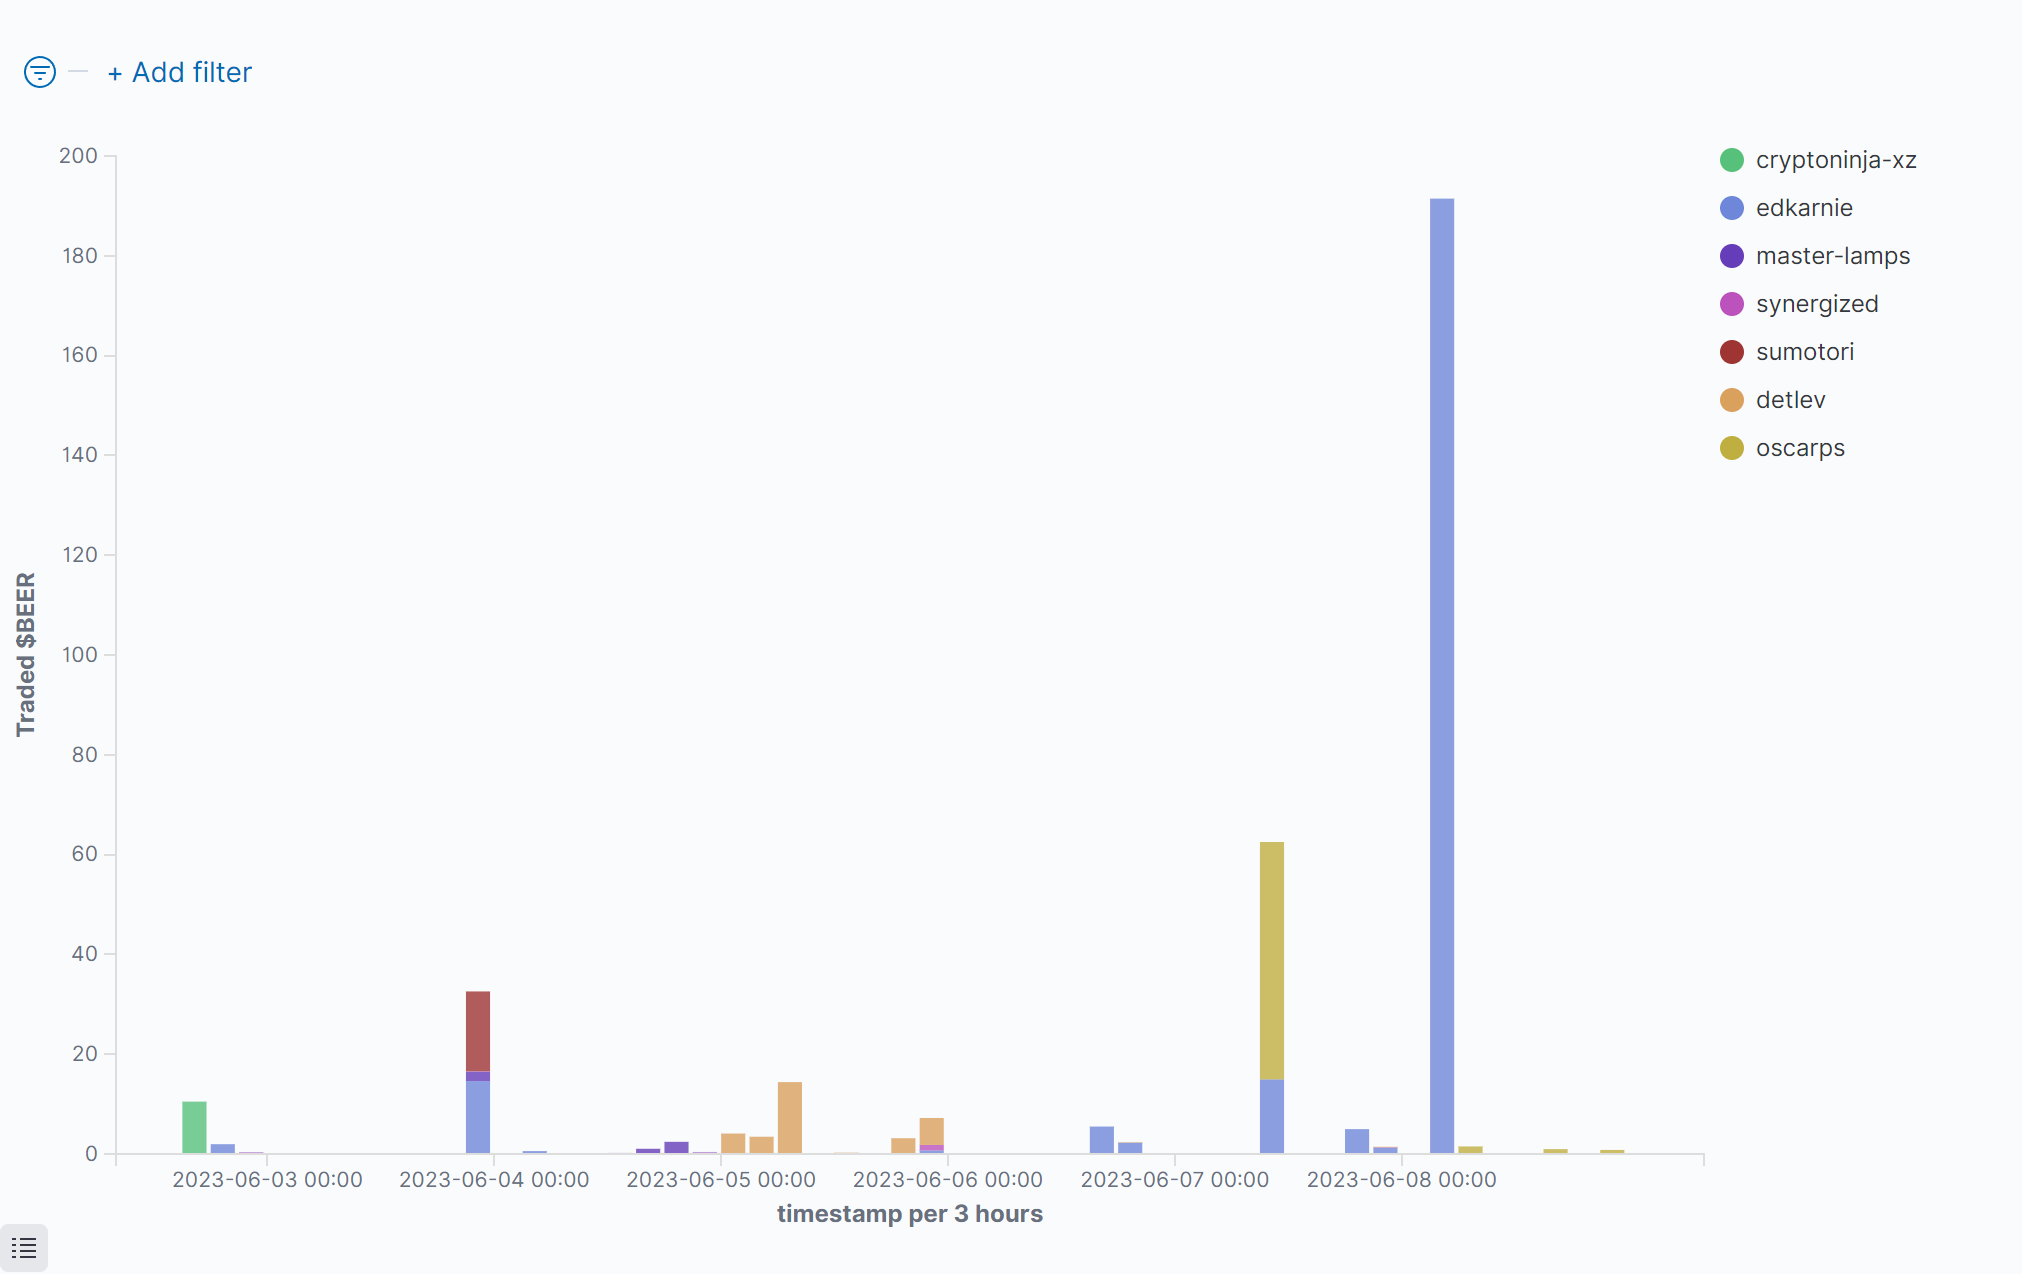 + Add filter
200
180
160
140
120
100
80
60
40
20
0
Traded $BEER
2023-06-03 00:00
2023-06-04 00:00
2023-06-05 00:00
2023-06-06 00:00
2023-06-07 00:00
2023-06-08 00:00
timestamp per 3 hours
cryptoninja-xz
edkarnie
master-lamps
synergized
sumotori
detlev
oscarps